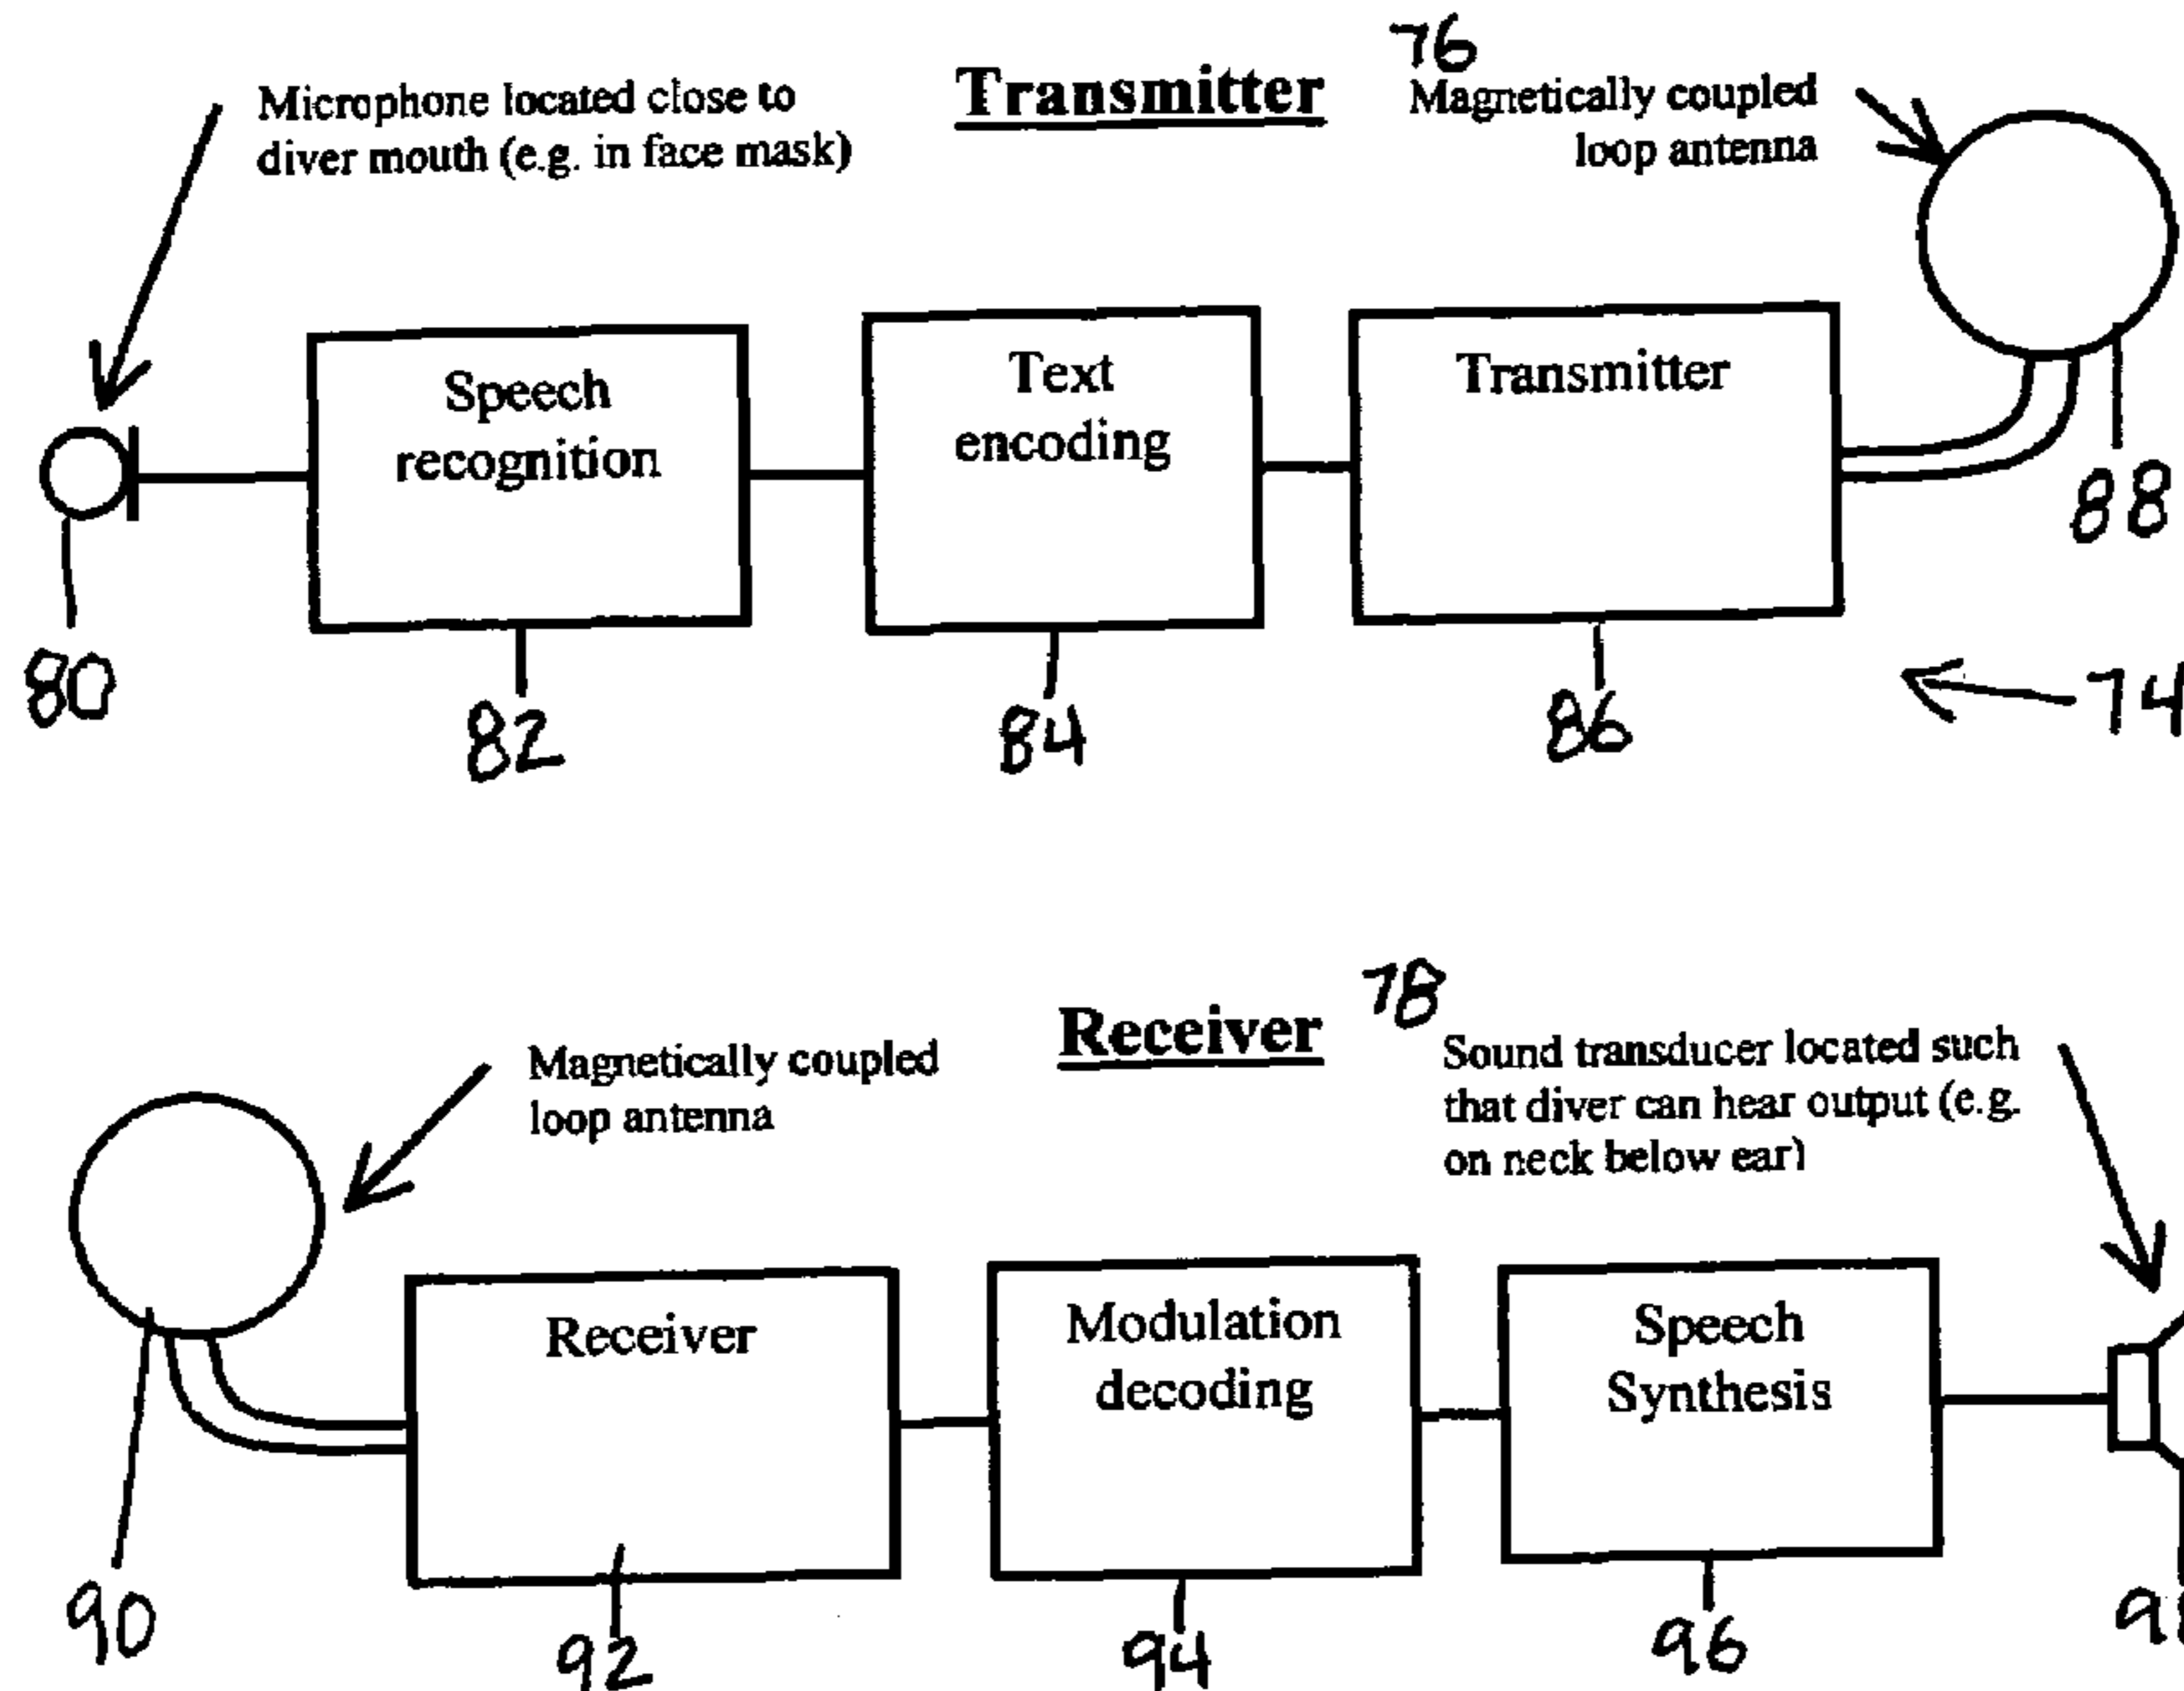 76
Transmitter
Microphone located close to
diver mouth (e.g. in face mask)
Magnetically coupled
loop antenna
Speech
recognition
Text
encoding
Transmitter
88
80
82
84
86
74
78
Receiver
Magnetically coupled
loop antenna
Sound transducer located such
that diver can hear output (e.g.
on neck below ear)
Receiver
Modulation
decoding
Speech
Synthesis
90
92
94
96